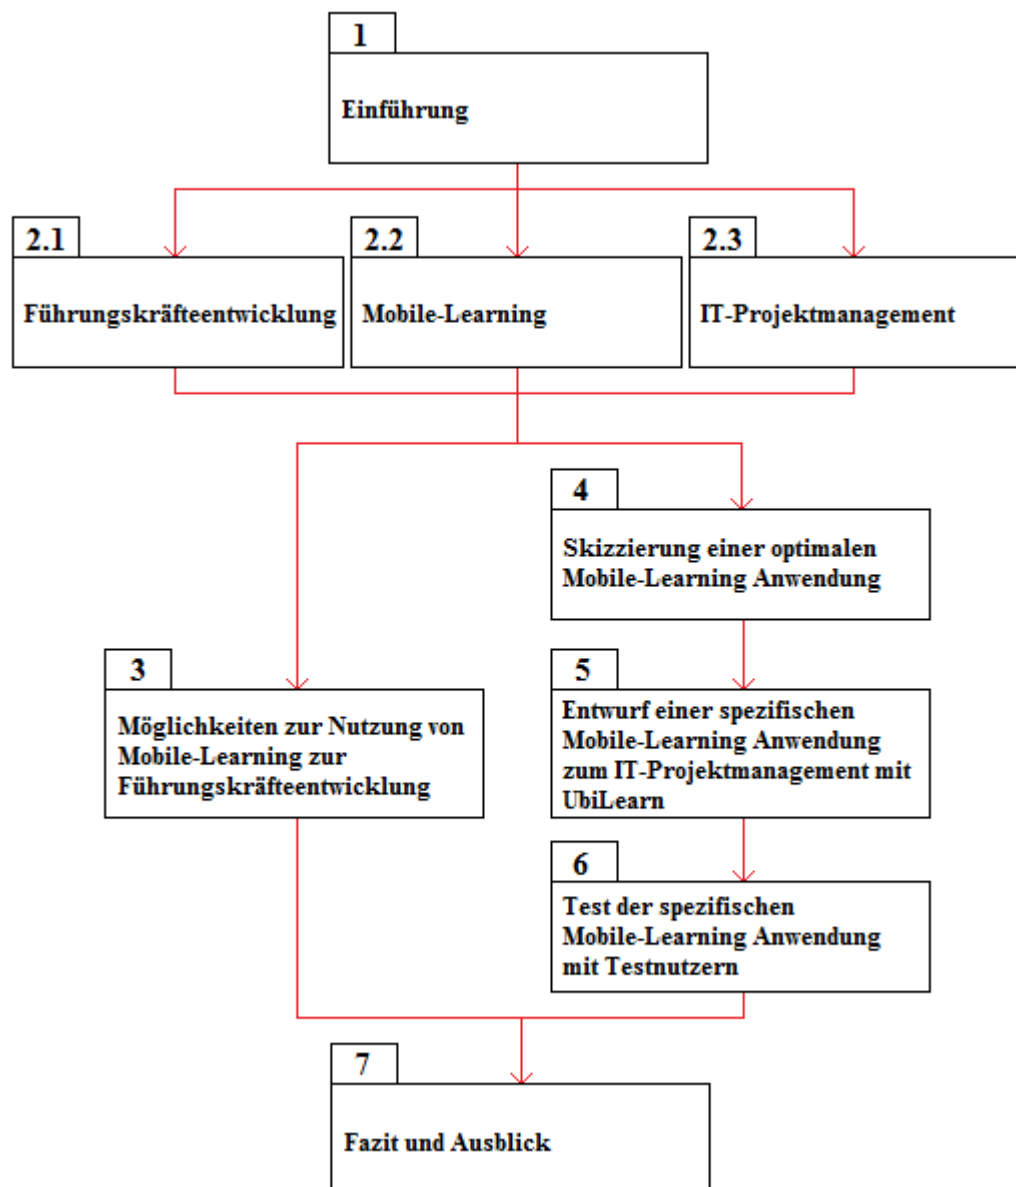 1
Einführung
2.1
Führungskräfteentwicklung
2.2
Mobile-Learning
2.3
IT-Projektmanagement
4
Skizzierung einer optimalen
Mobile-Learning Anwendung
3
Möglichkeiten zur Nutzung von
Mobile-Learning zur
Führungskräfteentwicklung
5
Entwurf einer spezifischen
Mobile-Learning Anwendung
zum IT-Projektmanagement mit
UbiLearn
6
Test der spezifischen
Mobile-Learning Anwendung
mit Testnutzern
7
Fazit und Ausblick